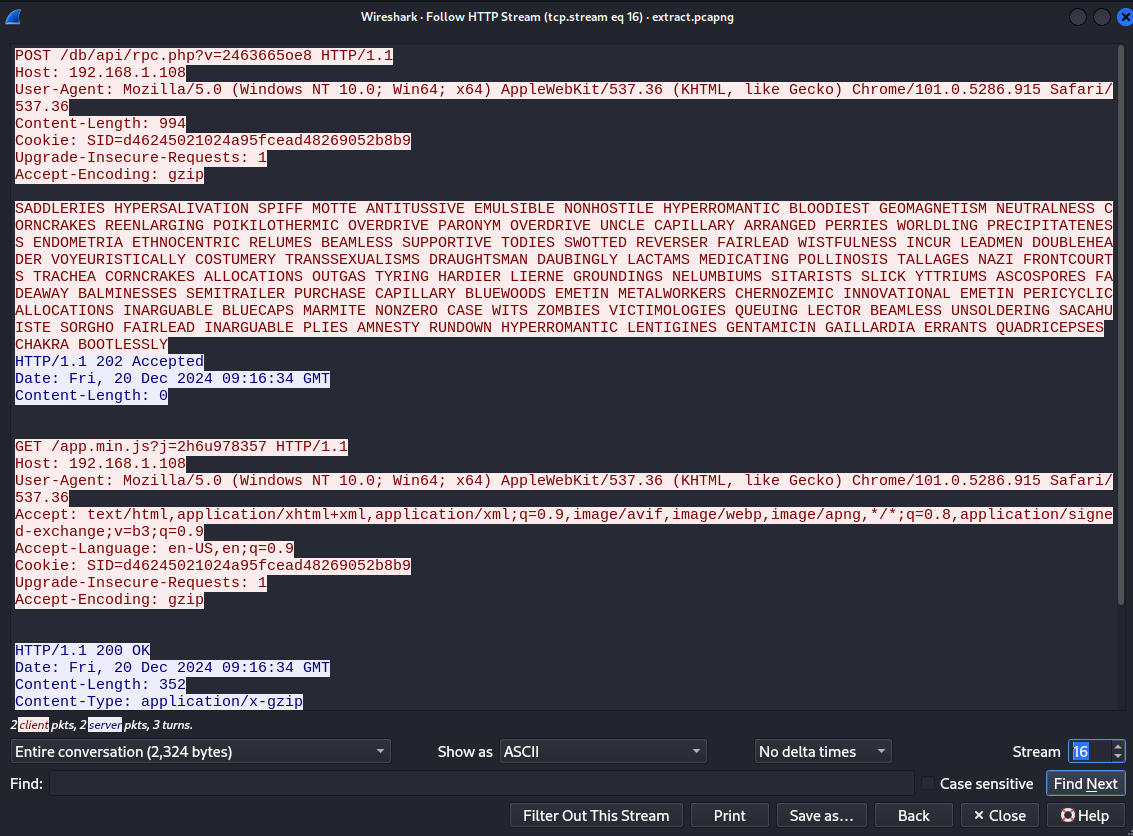 Wireshark · Follow HTTP Stream (tcp.stream eq 16) · extract.pcapng
POST /db/api/rpc.php?v=2463665oe8 HTTP/1.1
Host: 192.168.1.108
User-Agent: Mozilla/5.0 (Windows NT 10.0; Win64; x64) AppleWebKit/537.36 (KHTML, like Gecko) Chrome/101.0.5286.915 Safari/
537.36
Content-Length: 994
Cookie: SID=d46245021024a95fcead48269052b8b9
Upgrade-Insecure-Requests: 1
Accept-Encoding: gzip
SADDLERIES HYPERSALIVATION SPIFF MOTTE ANTITUSSIVE EMULSIBLE NONHOSTILE HYPERROMANTIC BLOODIEST GEOMAGNETISM NEUTRALNESS C
ORNCRAKES REENLARGING POIKILOTHERMIC OVERDRIVE PARONYM OVERDRIVE UNCLE CAPILLARY ARRANGED PERRIES WORLDLING PRECIPITATENES
S ENDOMETRIA ETHNOCENTRIC RELUMES BEAMLESS SUPPORTIVE TODIES SWOTTED REVERSER FAIRLEAD WISTFULNESS INCUR LEADMEN DOUBLEHEA
DER VOYEURISTICALLY COSTUMERY TRANSSEXUALISMS DRAUGHTSMAN DAUBINGLY LACTAMS MEDICATING POLLINOSIS TALLAGES NAZI FRONTCOURT
S TRACHEA CORNCRAKES ALLOCATIONS OUTGAS TYRING HARDIER LIERNE GROUNDINGS NELUMBIUMS SITARISTS SLICK YTTRIUMS ASCOSPORES FA
DEAWAY BALMINESSES SEMITRAILER PURCHASE CAPILLARY BLUEWOODS EMETIN METALWORKERS CHERNOZEMIC INNOVATIONAL EMETIN PERICYCLIC
ALLOCATIONS INARGUABLE BLUECAPS MARMITE NONZERO CASE WITS ZOMBIES VICTIMOLOGIES QUEUING LECTOR BEAMLESS UNSOLDERING SACAHU
ISTE SORGHO FAIRLEAD INARGUABLE PLIES AMNESTY RUNDOWN HYPERROMANTIC LENTIGINES GENTAMICIN GAILLARDIA ERRANTS QUADRICEPSES
CHAKRA BOOTLESSLY
HTTP/1.1 202 Accepted
Date: Fri, 20 Dec 2024 09:16:34 GMT
Content-Length: 0
GET /app.min.js?j=2h6u978357 HTTP/1.1
Host: 192.168.1.108
User-Agent: Mozilla/5.0 (Windows NT 10.0; Win64; x64) AppleWebKit/537.36 (KHTML, like Gecko) Chrome/101.0.5286.915 Safari/
537.36
Accept: text/html,application/xhtml+xml,application/xml;q=0.9,image/avif,image/webp,image/apng,*/*;q=0.8,application/signe
d-exchange;v=b3;q=0.9
Accept-Language: en-US,en;q=0.9
Cookie: SID=d46245021024a95fcead48269052b8b9
Upgrade-Insecure-Requests: 1
Accept-Encoding: gzip
HTTP/1.1 200 OK
Date: Fri, 20 Dec 2024 09:16:34 GMT
Content-Length: 352
Content-Type: application/x-gzip
2 client pkts, 2 server pkts, 3 turns.
Entire conversation (2,324 bytes) Show as ASCII No delta times Stream 16
Find: Case sensitive Find Next
Filter Out This Stream Print Save as… Back Close Help